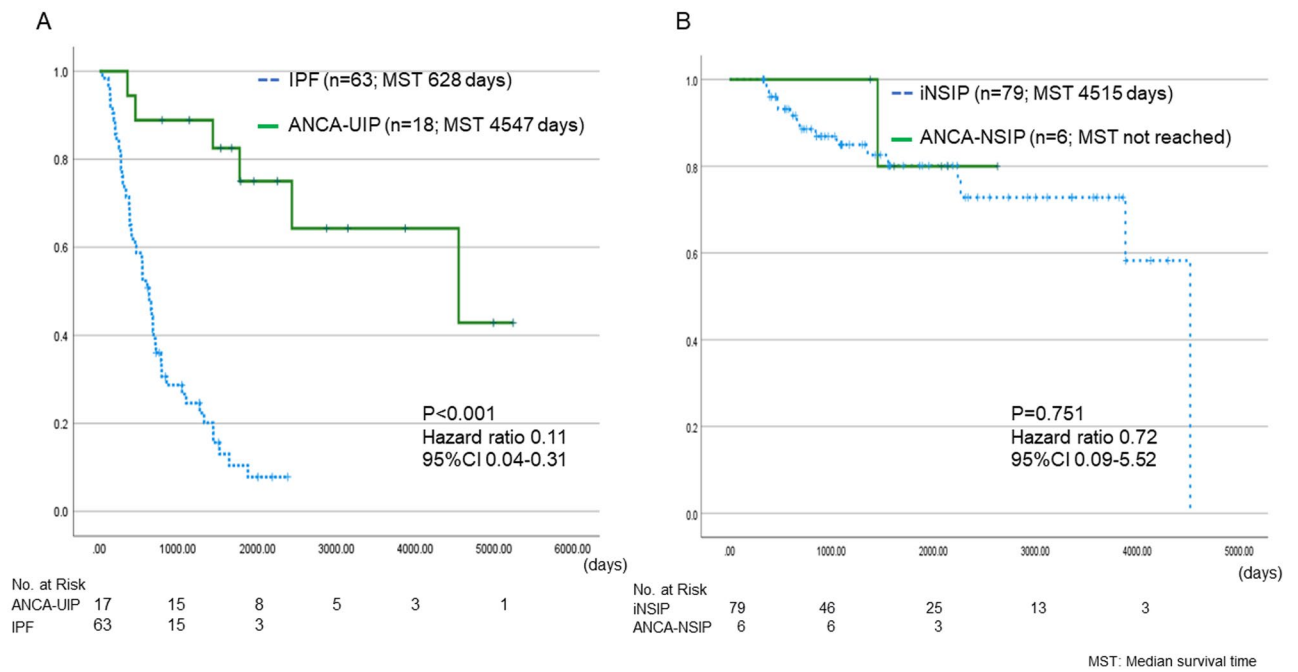 A
1.0
0.8
0.6
0.4
0.2
0.0
IPF (n=63; MST 628 days)
ANCA-UIP (n=18; MST 4547 days)
P<0.001
Hazard ratio 0.11
95%CI 0.04-0.31
.00 1000.00 2000.00 3000.00 4000.00 5000.00 6000.00
(days)
No. at Risk
ANCA-UIP 17 15 8 5 3 1
IPF 63 15 3
B
1.0
0.8
0.6
0.4
0.2
0.0
iNSIP (n=79; MST 4515 days)
ANCA-NSIP (n=6; MST not reached)
P=0.751
Hazard ratio 0.72
95%CI 0.09-5.52
.00 1000.00 2000.00 3000.00 4000.00 5000.00
(days)
No. at Risk
iNSIP 79 46 25 13 3
ANCA-NSIP 6 6 3
MST: Median survival time